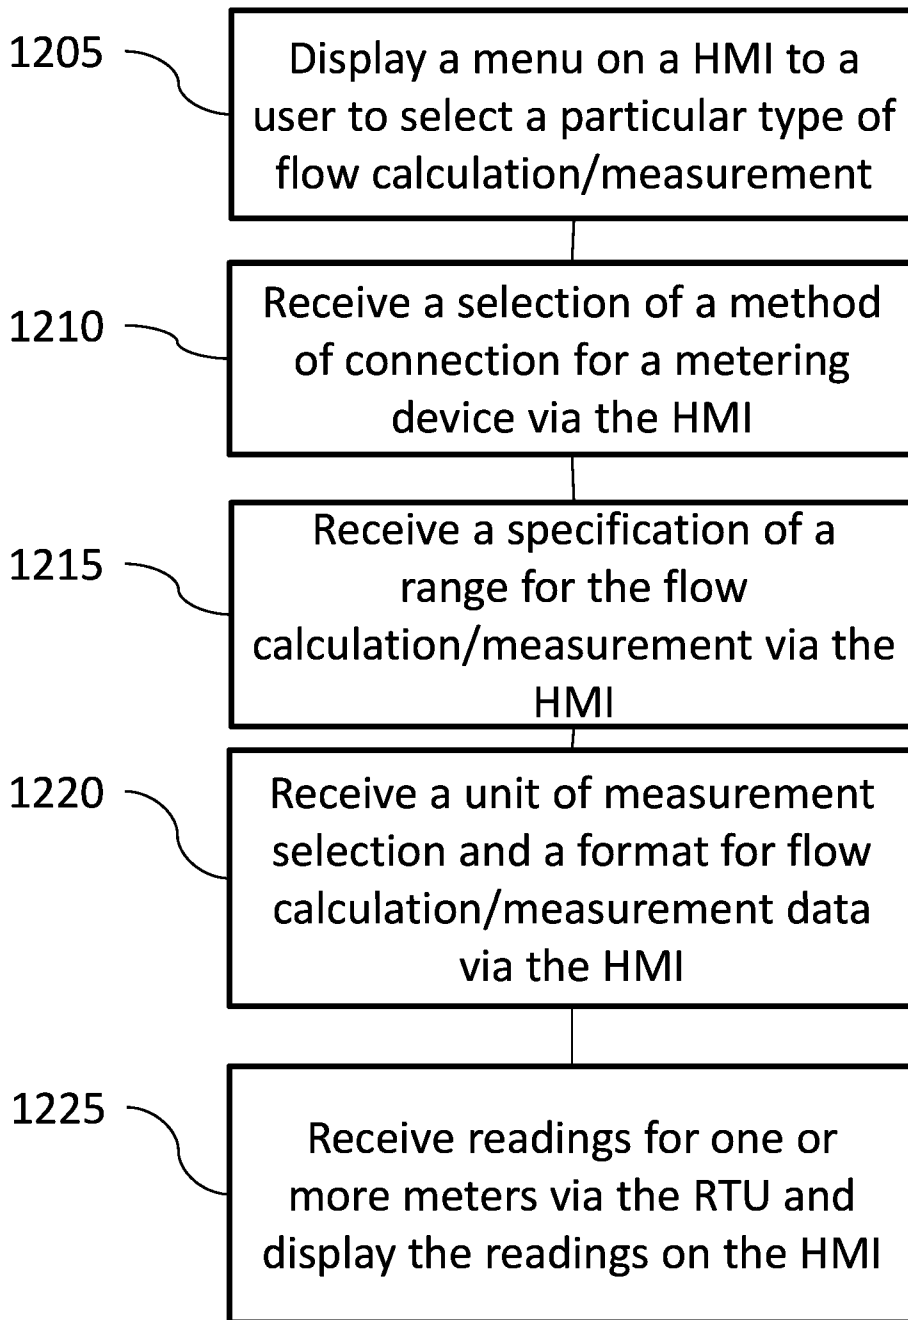 1205
Display a menu on a HMI to a
user to select a particular type of
flow calculation/measurement
1210
Receive a selection of a method
of connection for a metering
device via the HMI
1215
Receive a specification of a
range for the flow
calculation/measurement via the
HMI
1220
Receive a unit of measurement
selection and a format for flow
calculation/measurement data
via the HMI
1225
Receive readings for one or
more meters via the RTU and
display the readings on the HMI